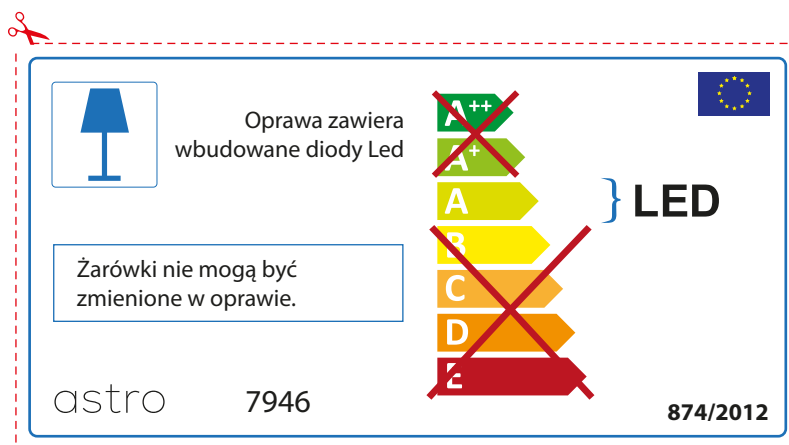 Oprawa zawiera
wbudowane diody Led
A++
A+
A
B
C
D
E
LED
Żarówki nie mogą być
zmienione w oprawie.
astro
7946
874/2012